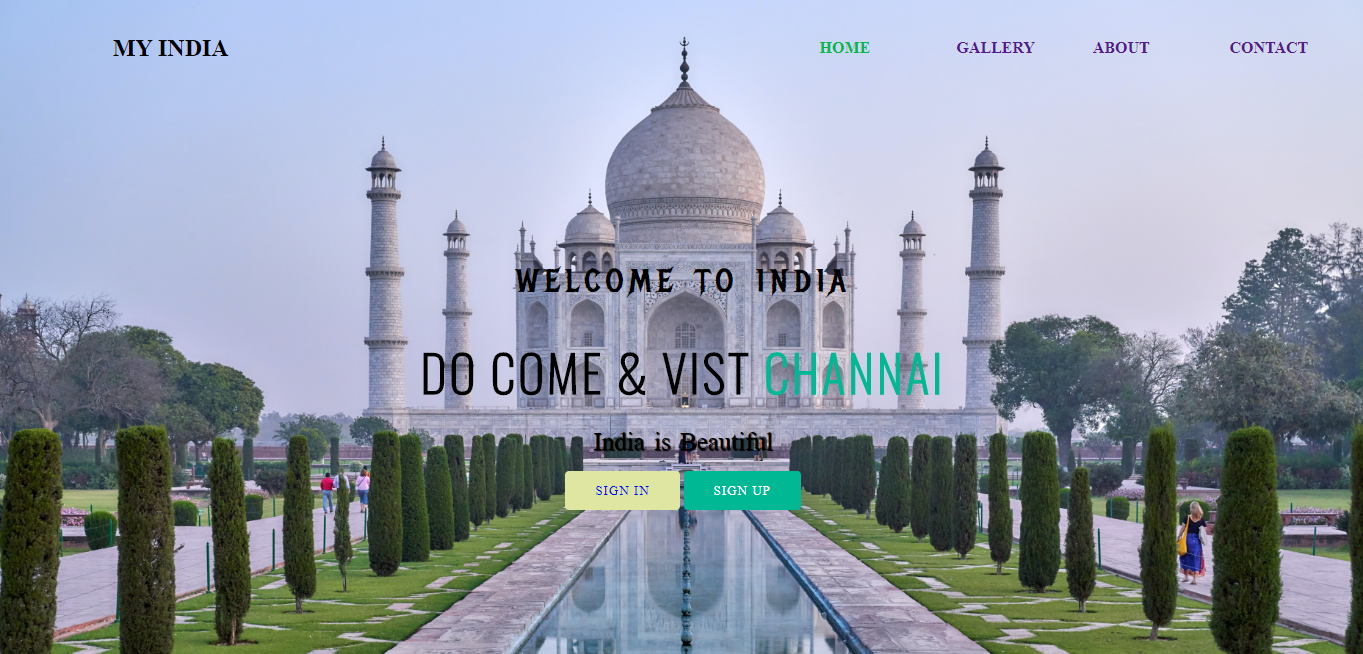 MY INDIA HOME GALLERY ABOUT CONTACT
WELCOME TO INDIA
DO COME & VIST CHANNAI
India is Beautiful
SIGN IN SIGN UP